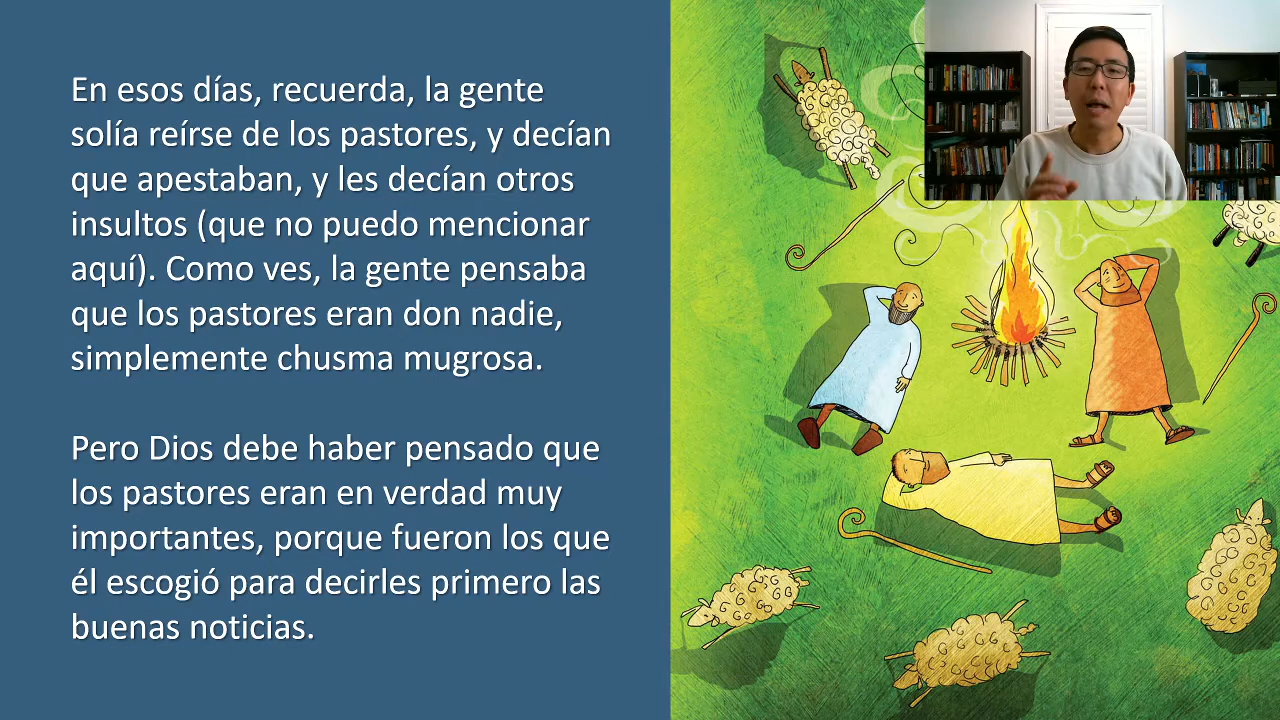 En esos días, recuerda, la gente
solía reírse de los pastores, y decían
que apestaban, y les decían otros
insultos (que no puedo mencionar
aquí). Como ves, la gente pensaba
que los pastores eran don nadie,
simplemente chusma mugrosa.
Pero Dios debe haber pensado que
los pastores eran en verdad muy
importantes, porque fueron los que
él escogió para decirles primero las
buenas noticias.